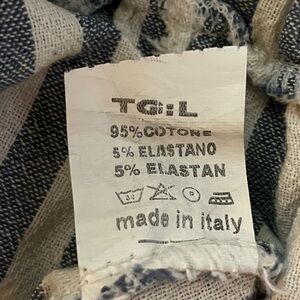 TG:L
95% COTONE
5% ELASTANO
5% ELASTAN
made in italy